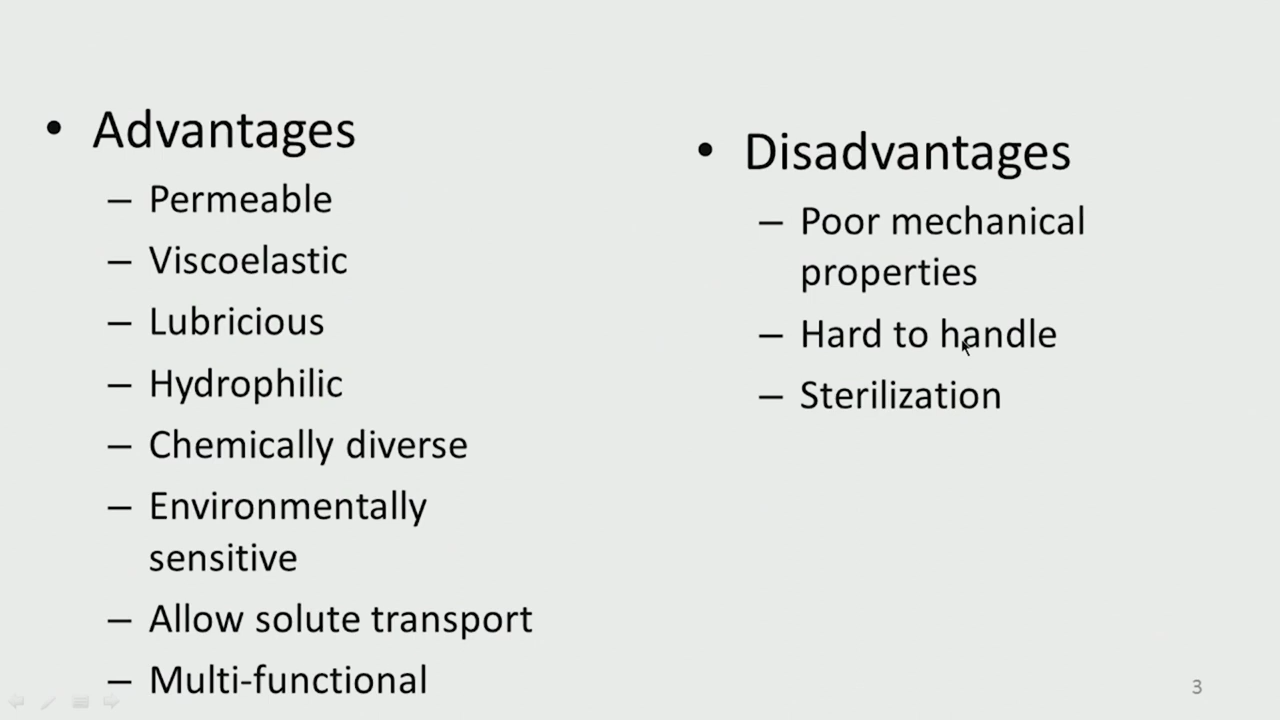 • Advantages
– Permeable
– Viscoelastic
– Lubricious
– Hydrophilic
– Chemically diverse
– Environmentally
sensitive
– Allow solute transport
– Multi-functional
• Disadvantages
– Poor mechanical
properties
– Hard to handle
– Sterilization
3